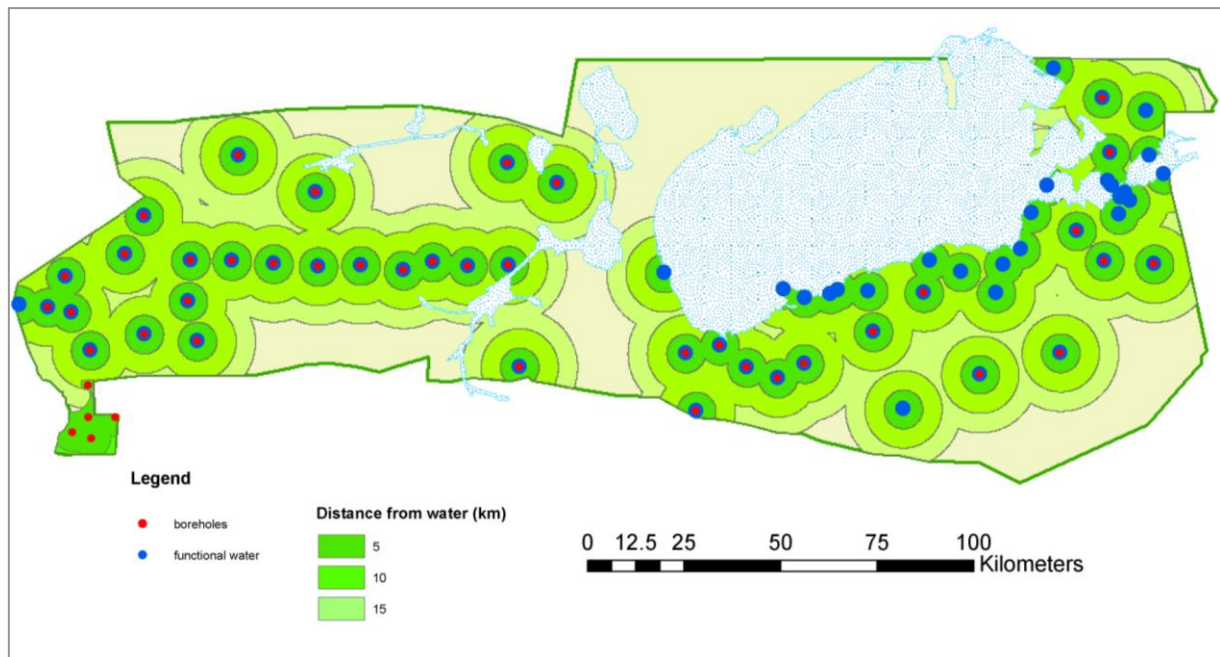 Legend
boreholes
functional water
Distance from water (km)
5
10
15
0 12.5 25 50 75 100
Kilometers